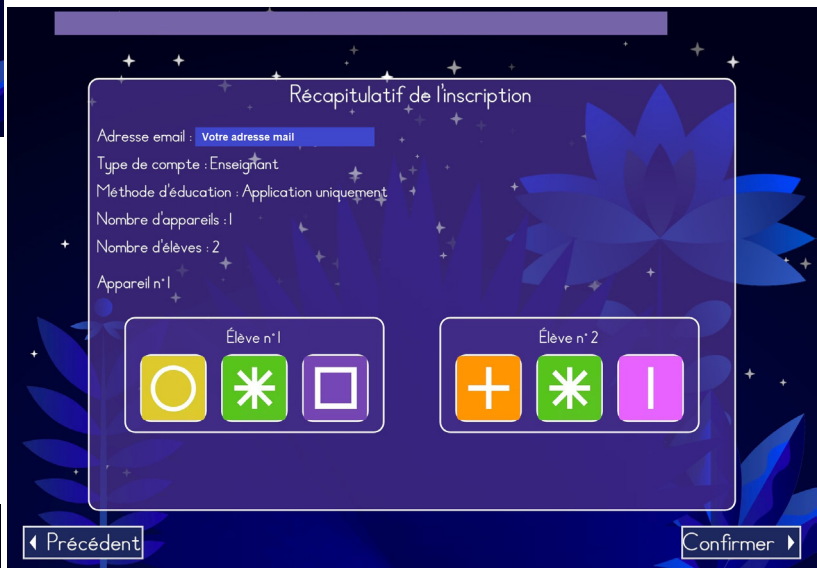 Récapitulatif de l'inscription
Adresse email : Votre adresse mail
Type de compte : Enseignant
Méthode d'éducation : Application uniquement
Nombre d'appareils : 1
Nombre d'élèves : 2
Appareil n°1
Élève n°1
Élève n°2
Précédent
Confirmer